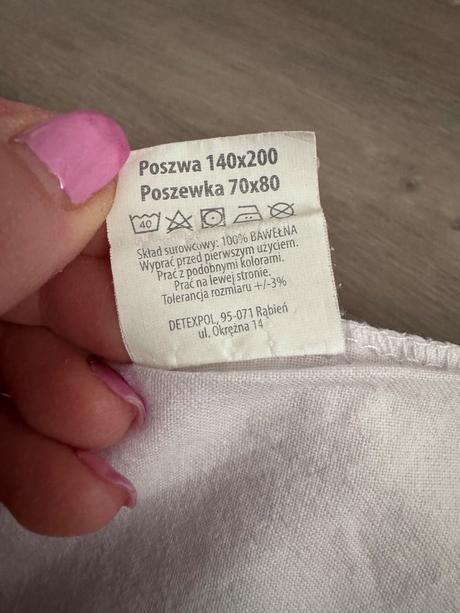 Poszwa 140x200
Poszewka 70x80
40
Skład surowcowy: 100% BAWEŁNA
Wyprać przed pierwszym użyciem.
Prać z podobnymi kolorami.
Prać na lewej stronie.
Tolerancja rozmiaru +/-3%
DETEXPOL, 95-071 Rąbień
ul. Okrężna 14